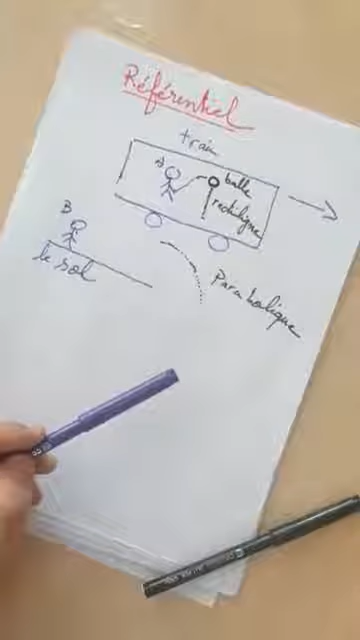 Référentiel
train
A
balle
rectiligne
B
le sol
Parabolique